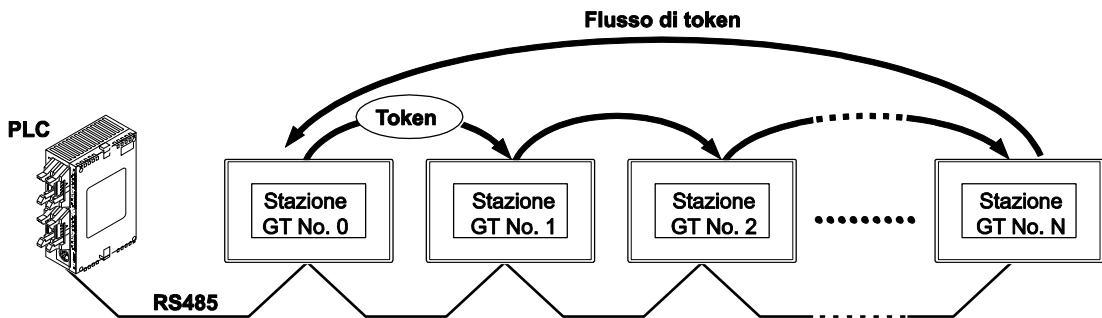 Flusso di token
PLC
Token
Stazione
GT No. 0
Stazione
GT No. 1
Stazione
GT No. 2
Stazione
GT No. N
RS485